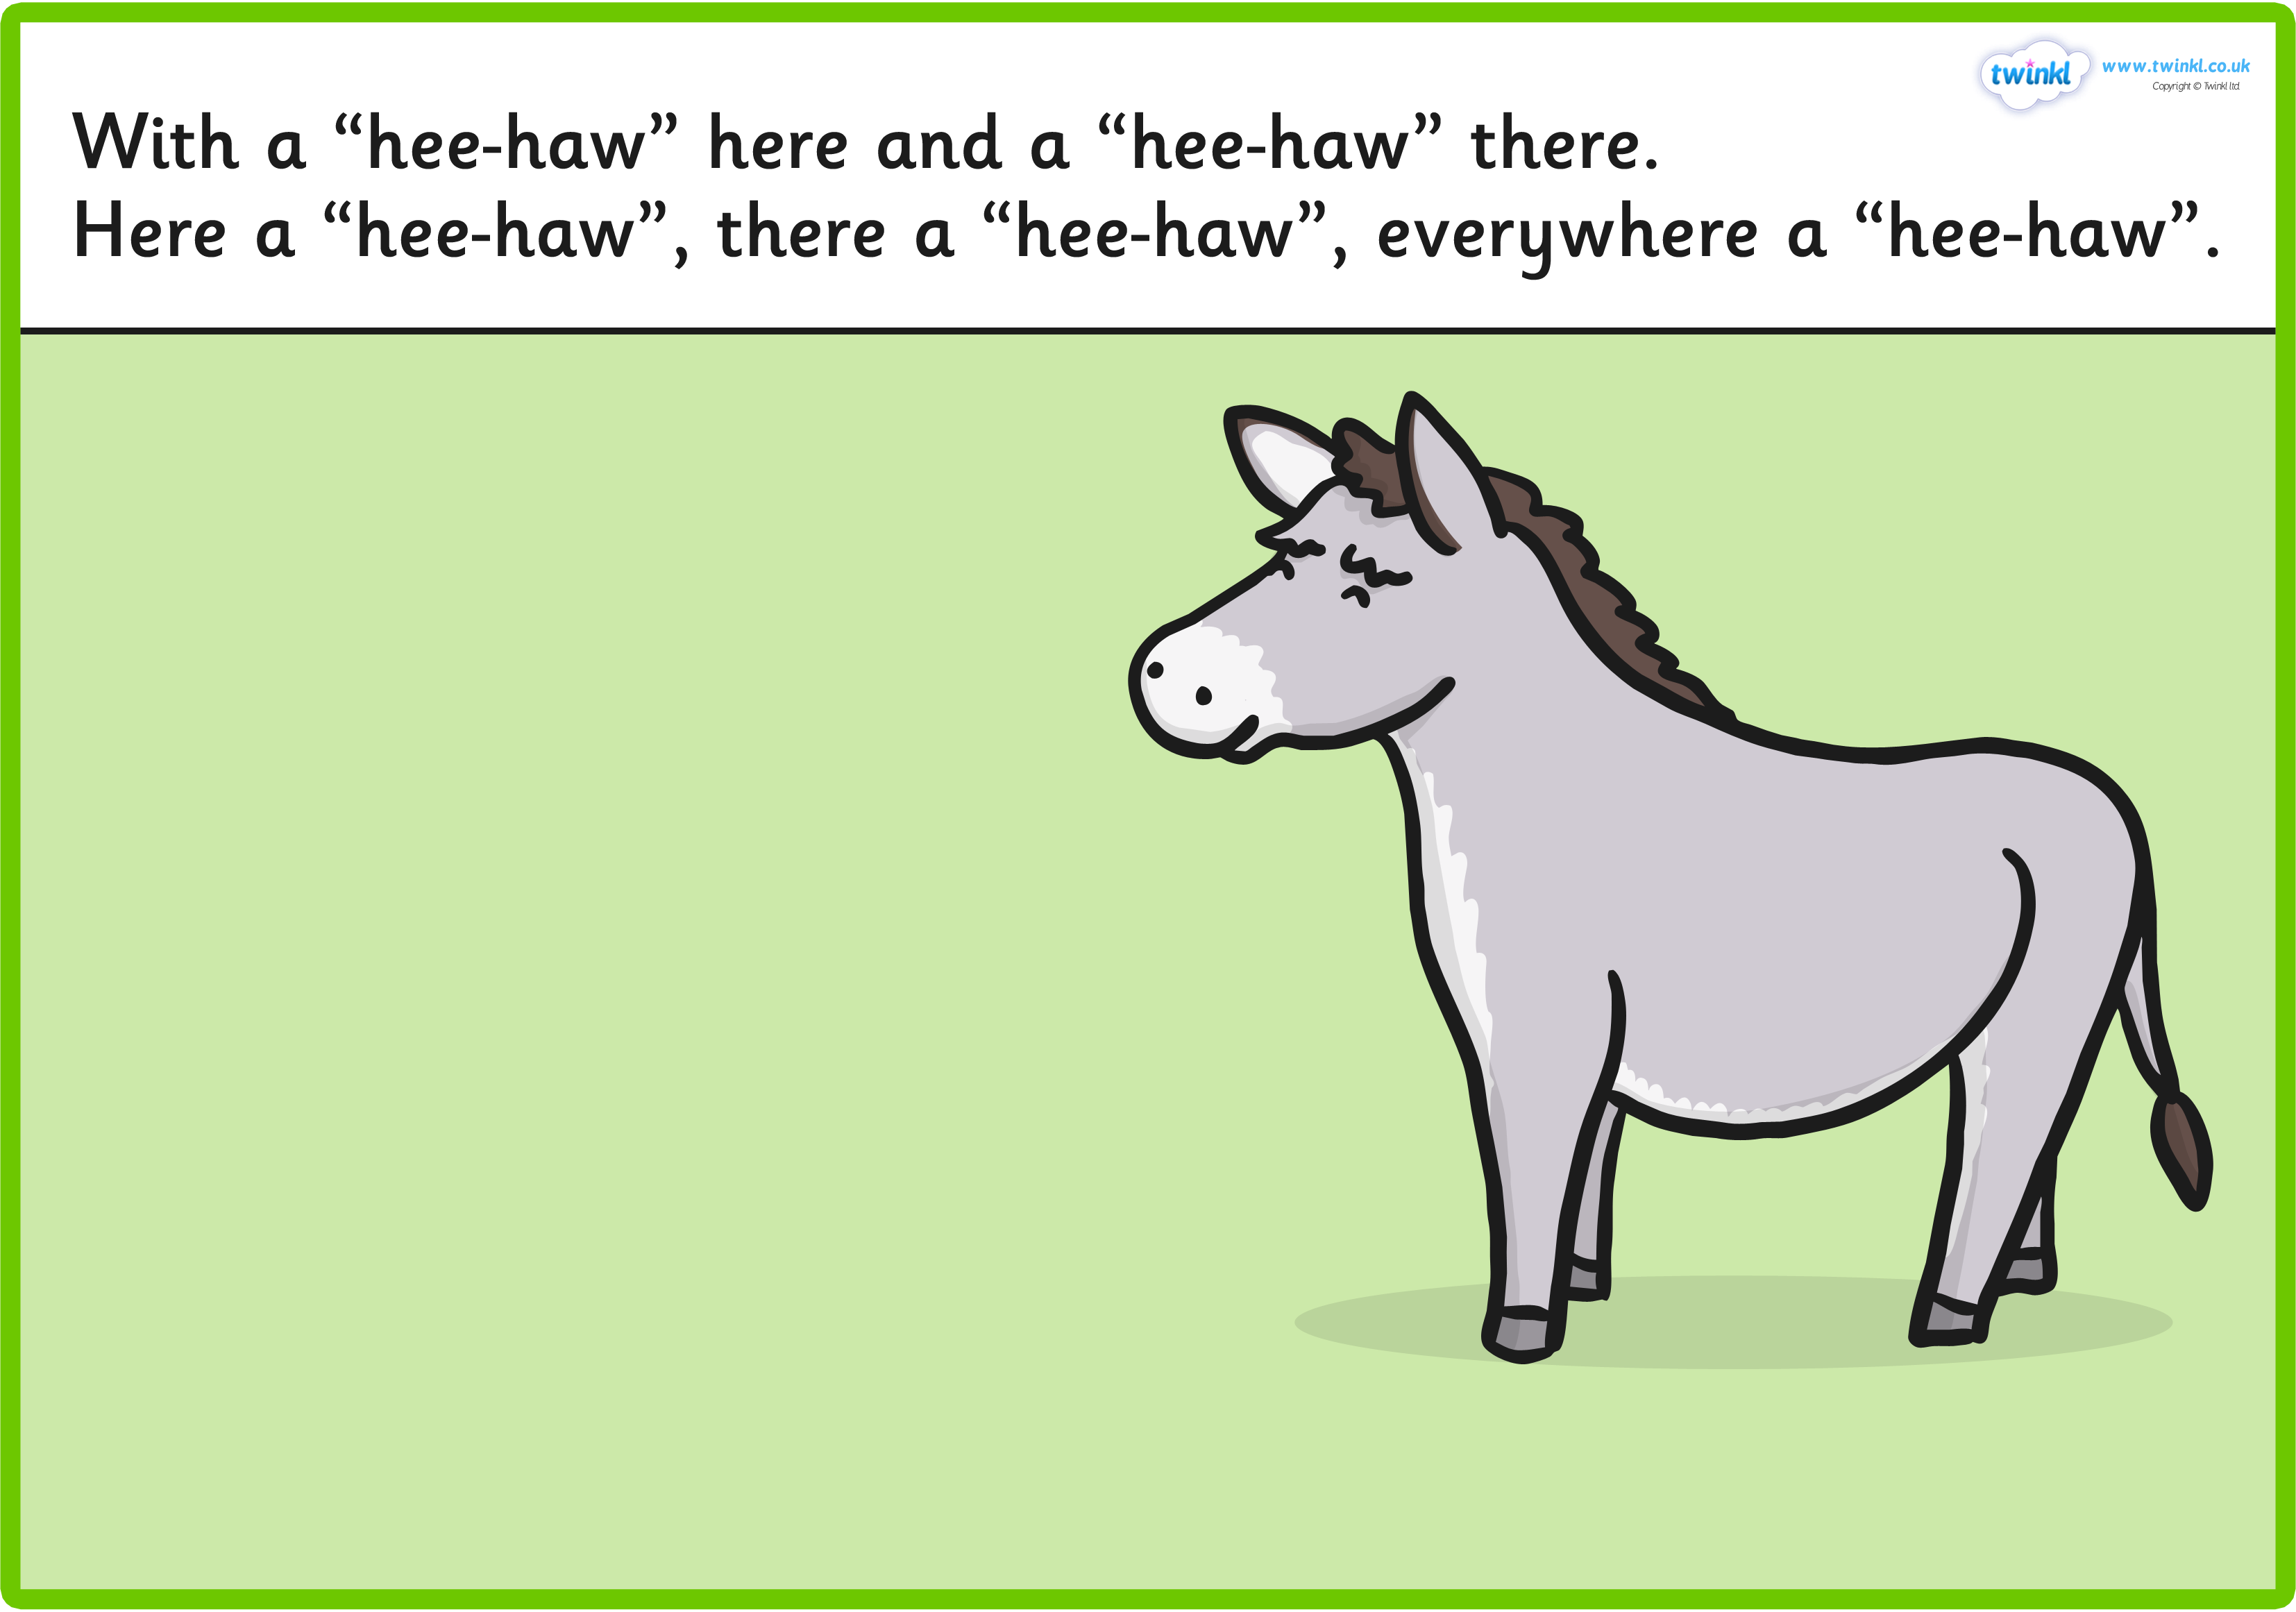 twinkl
www.twinkl.co.uk
Copyright © Twinkl ltd.
With a “hee-haw” here and a “hee-haw” there.
Here a “hee-haw”, there a “hee-haw”, everywhere a “hee-haw”.